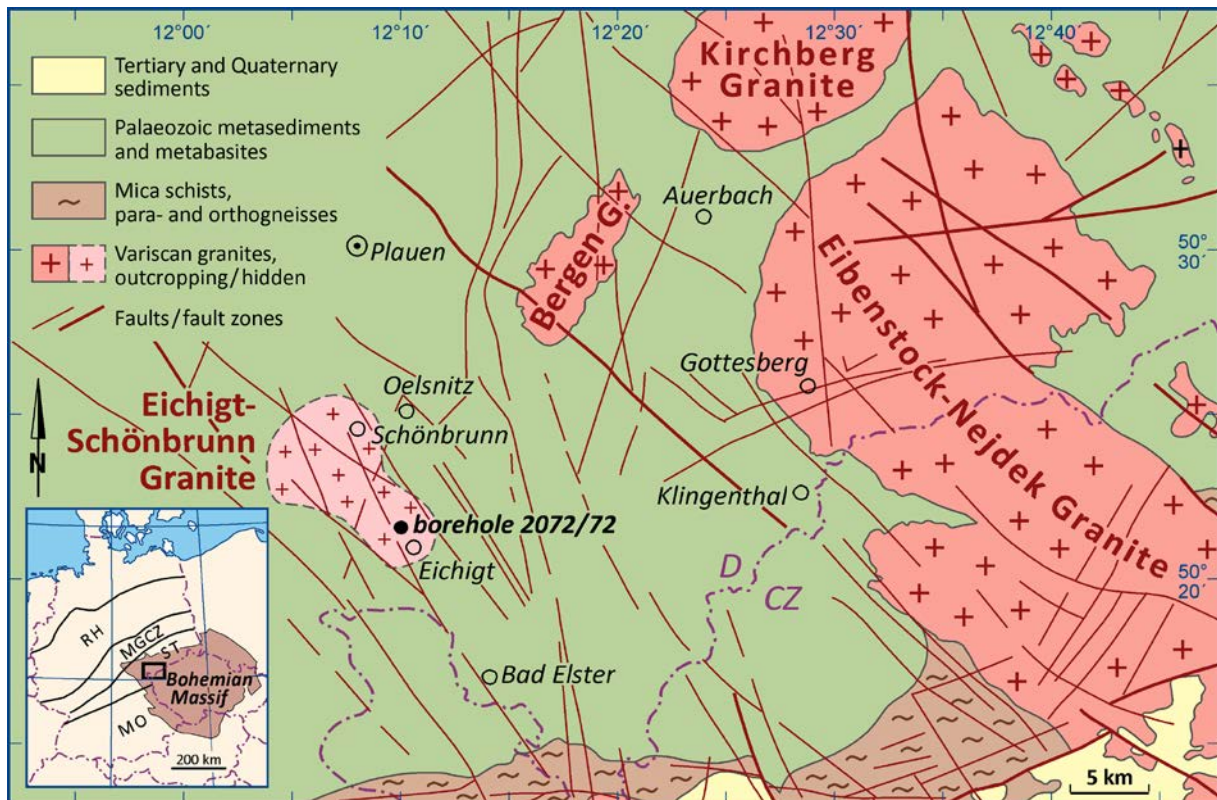 12°00′
12°10′
12°20′
12°30′
12°40′
Tertiary and Quaternary
sediments
Palaeozoic metasediments
and metabasites
Mica schists,
para- and orthogneisses
Variscan granites,
outcropping/hidden
Faults/fault zones
Kirchberg
Granite
Auerbach
Plauen
Bergen G.
50°
30′
Eibenstock-Nejdek Granite
Gottesberg
Oelsnitz
Schönbrunn
Eichigt-
Schönbrunn
Granite
N
Klingenthal
borehole 2072/72
Eichigt
D
CZ
50°
20′
Bad Elster
RH
MGCZ
ST
Bohemian
Massif
MO
200 km
5 km